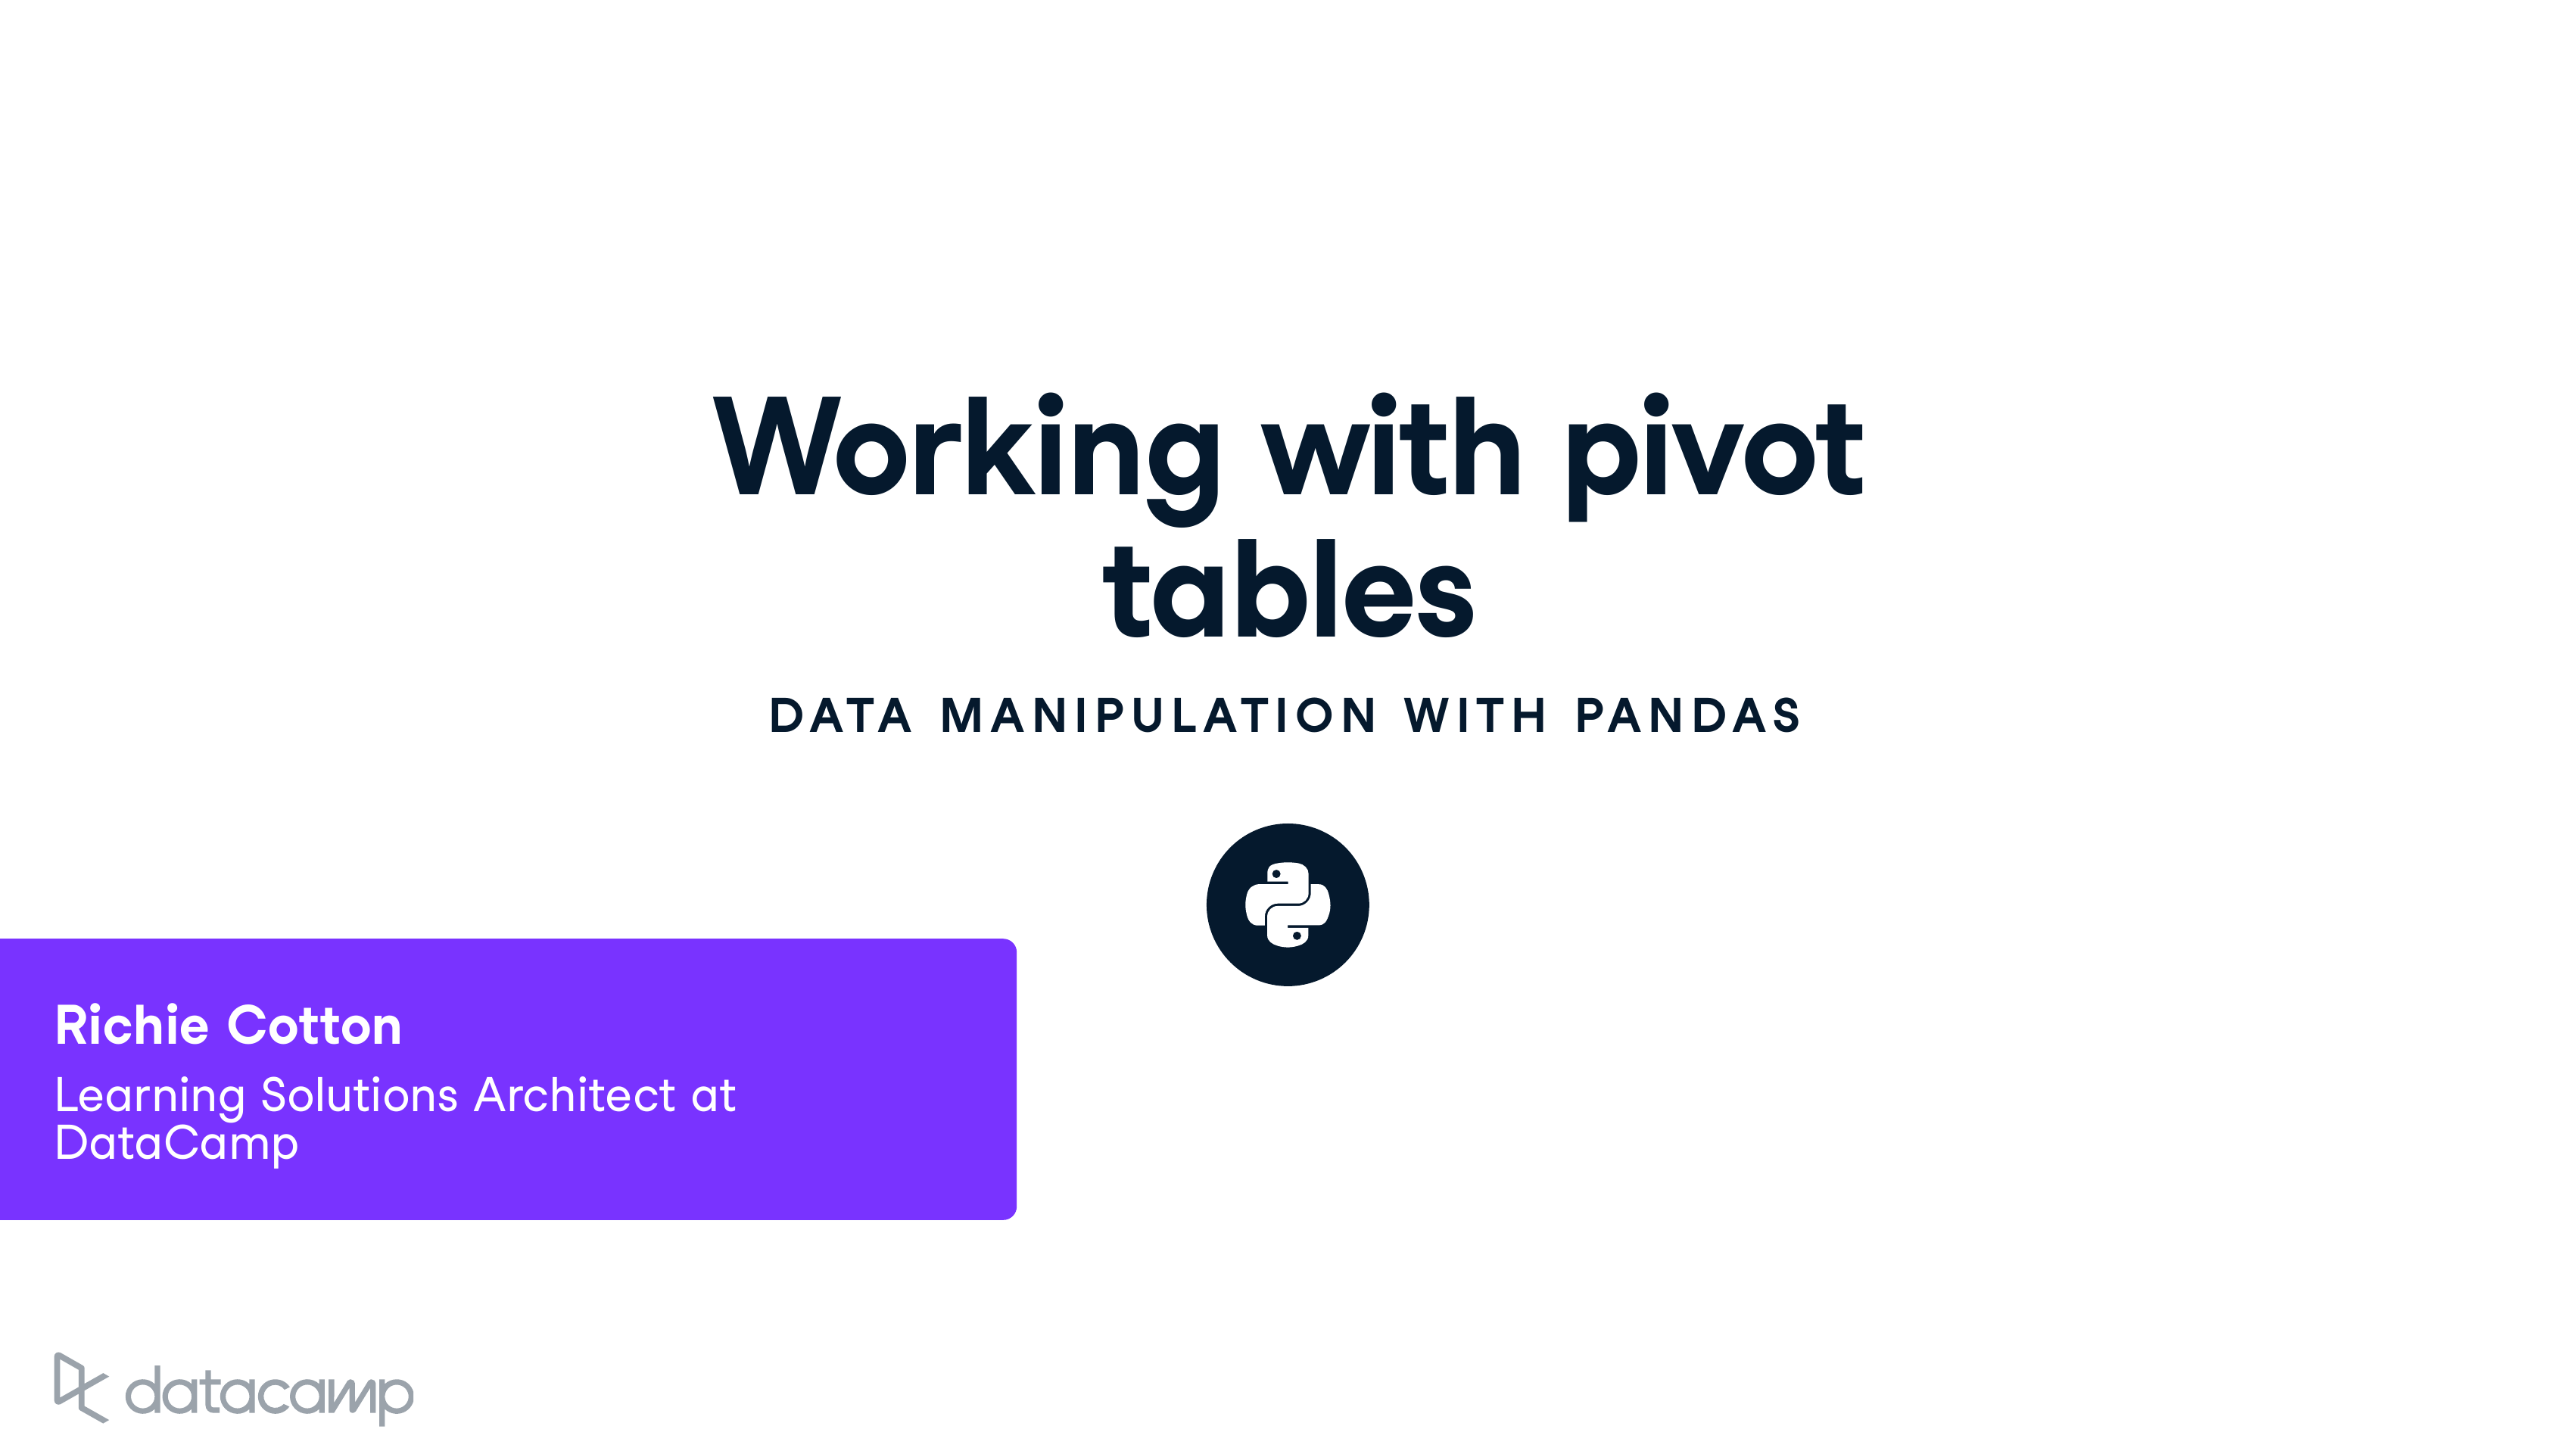 Working with pivot
tables
DATA MANIPULATION WITH PANDAS
Richie Cotton
Learning Solutions Architect at
DataCamp
datacamp